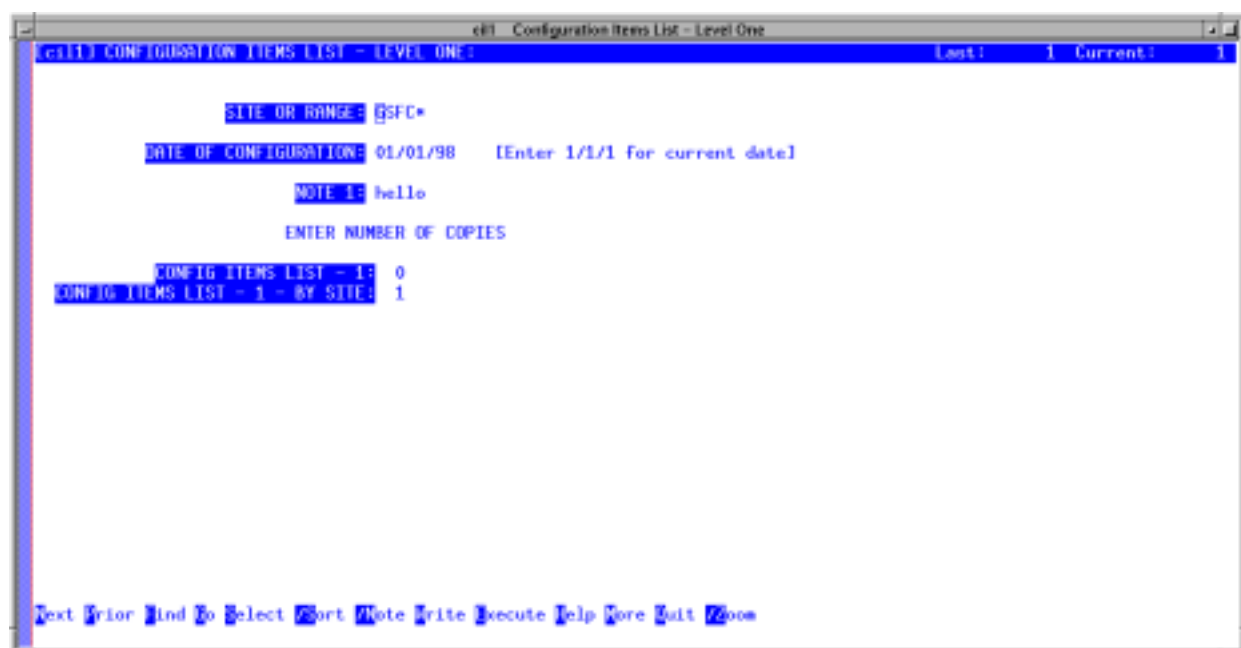 cil1 Configuration Items List - Level One
[cil1] CONFIGURATION ITEMS LIST - LEVEL ONE: Last: 1 Current: 1
SITE OR RANGE: GSFC*
DATE OF CONFIGURATION: 01/01/98 [Enter 1/1/1 for current date]
NOTE 1: hello
ENTER NUMBER OF COPIES
CONFIG ITEMS LIST - 1: 0
CONFIG ITEMS LIST - 1 - BY SITE: 1
Next Prior Find Go Select /Sort /Note Write Execute Help More Quit /Zoom